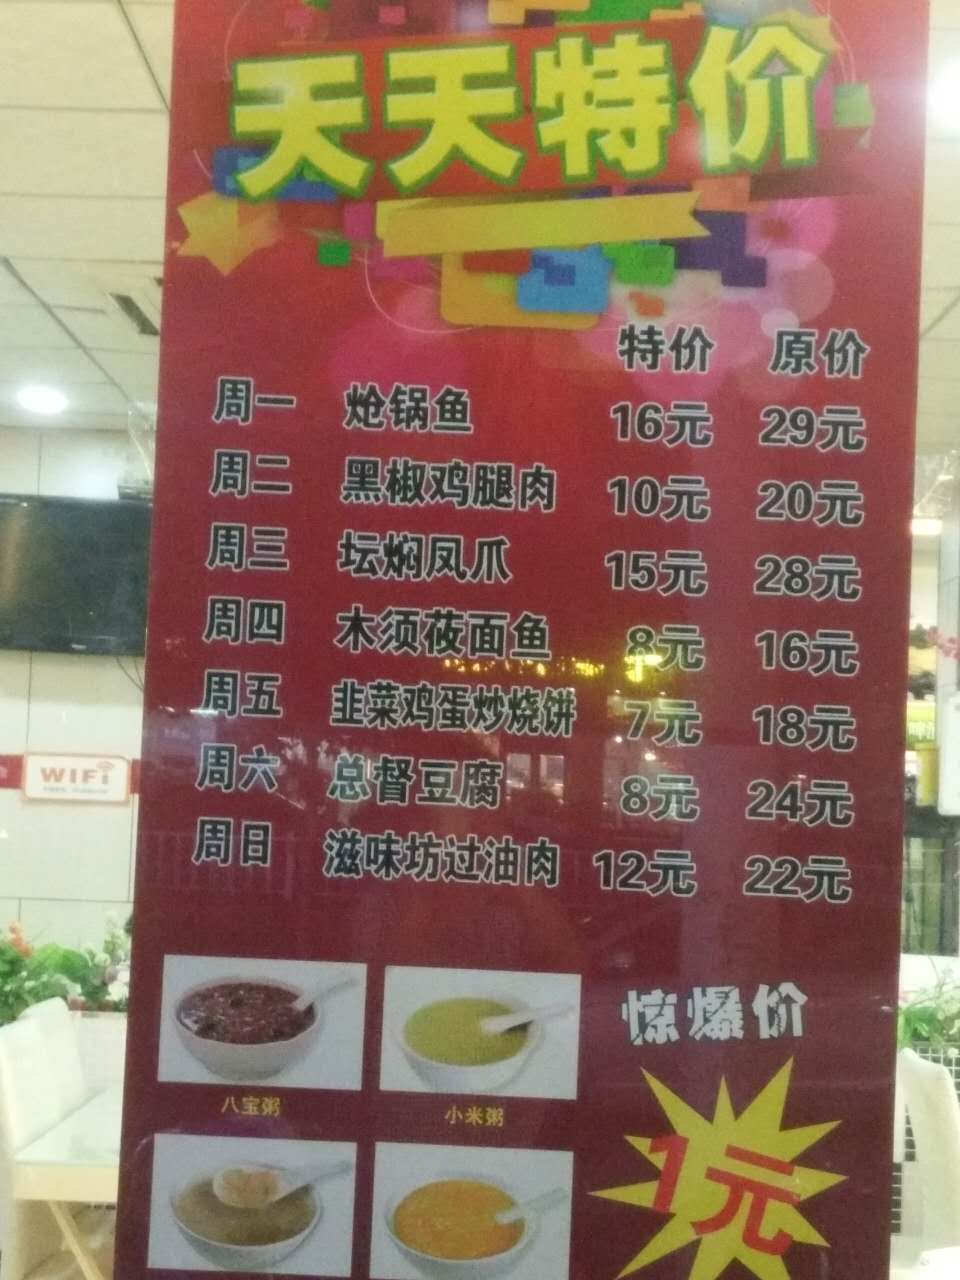 天天特价
特价 原价
周一 炝锅鱼 16元 29元
周二 黑椒鸡腿肉 10元 20元
周三 坛焖凤爪 15元 28元
周四 木须莜面鱼 8元 16元
周五 韭菜鸡蛋炒烧饼 7元 18元
周六 总督豆腐 8元 24元
周日 滋味坊过油肉 12元 22元
WIFi
惊爆价
八宝粥 小米粥
1元